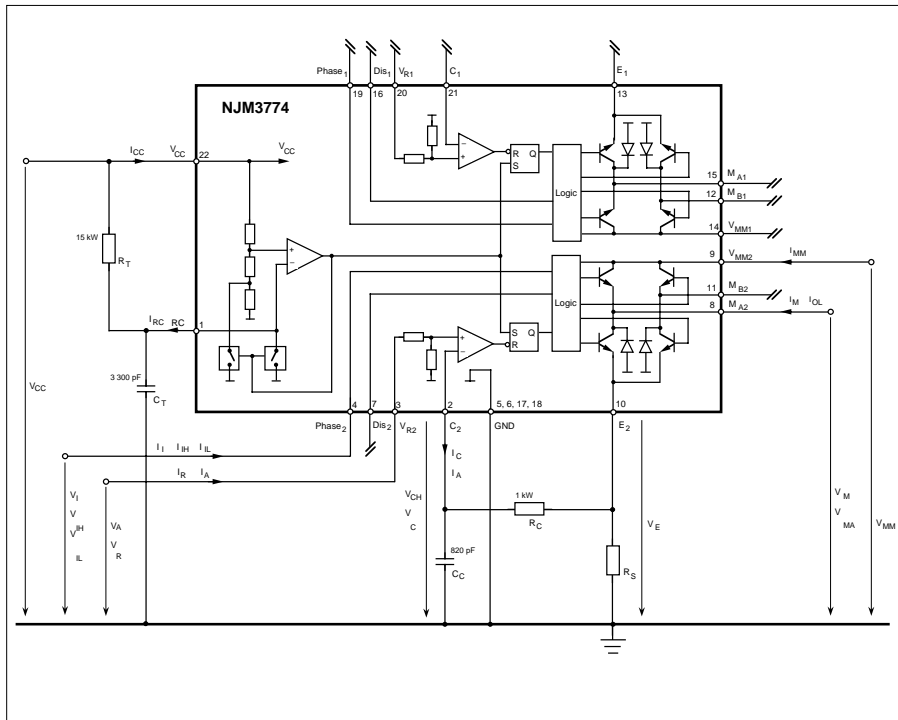 Phase1 Dis1 VR1 C1 E1
19 16 20 21 13
NJM3774
ICC VCC 22 VCC
R Q
S
15 MA1
12 MB1
Logic
14 VMM1
15 kW
RT
9 VMM2 IMM
11 MB2
8 MA2 IM IOL
Logic
IRC RC 1
S Q
R
3 300 pF
CT
VCC
4 7 3 2 5, 6, 17, 18 10
Phase2 Dis2 VR2 C2 GND E2
II IIH IIL
IR IA
IC
IA
VI
V
VIH
IL
VA
V
R
VCH
V
C
1 kW
RC
VE
VM
V
MA
VMM
820 pF
CC
RS
+
−
+
−
+
−